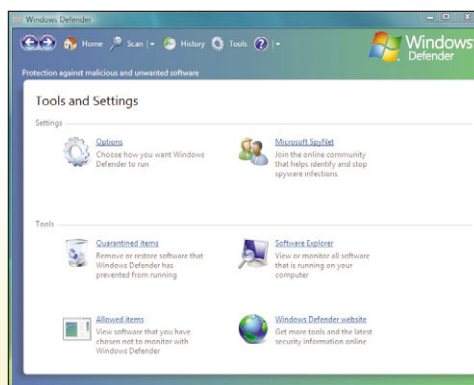 Windows Defender
Home Scan History Tools
Windows
Defender
Protection against malicious and unwanted software
Tools and Settings
Settings
Options
Choose how you want Windows
Defender to run
Microsoft SpyNet
Join the online community
that helps identify and stop
spyware infections
Tools
Quarantined items
Remove or restore software that
Windows Defender has
prevented from running
Software Explorer
View or monitor all software
that is running on your
computer
Allowed items
View software that you have
chosen not to monitor with
Windows Defender
Windows Defender website
Get more tools and the latest
security information online